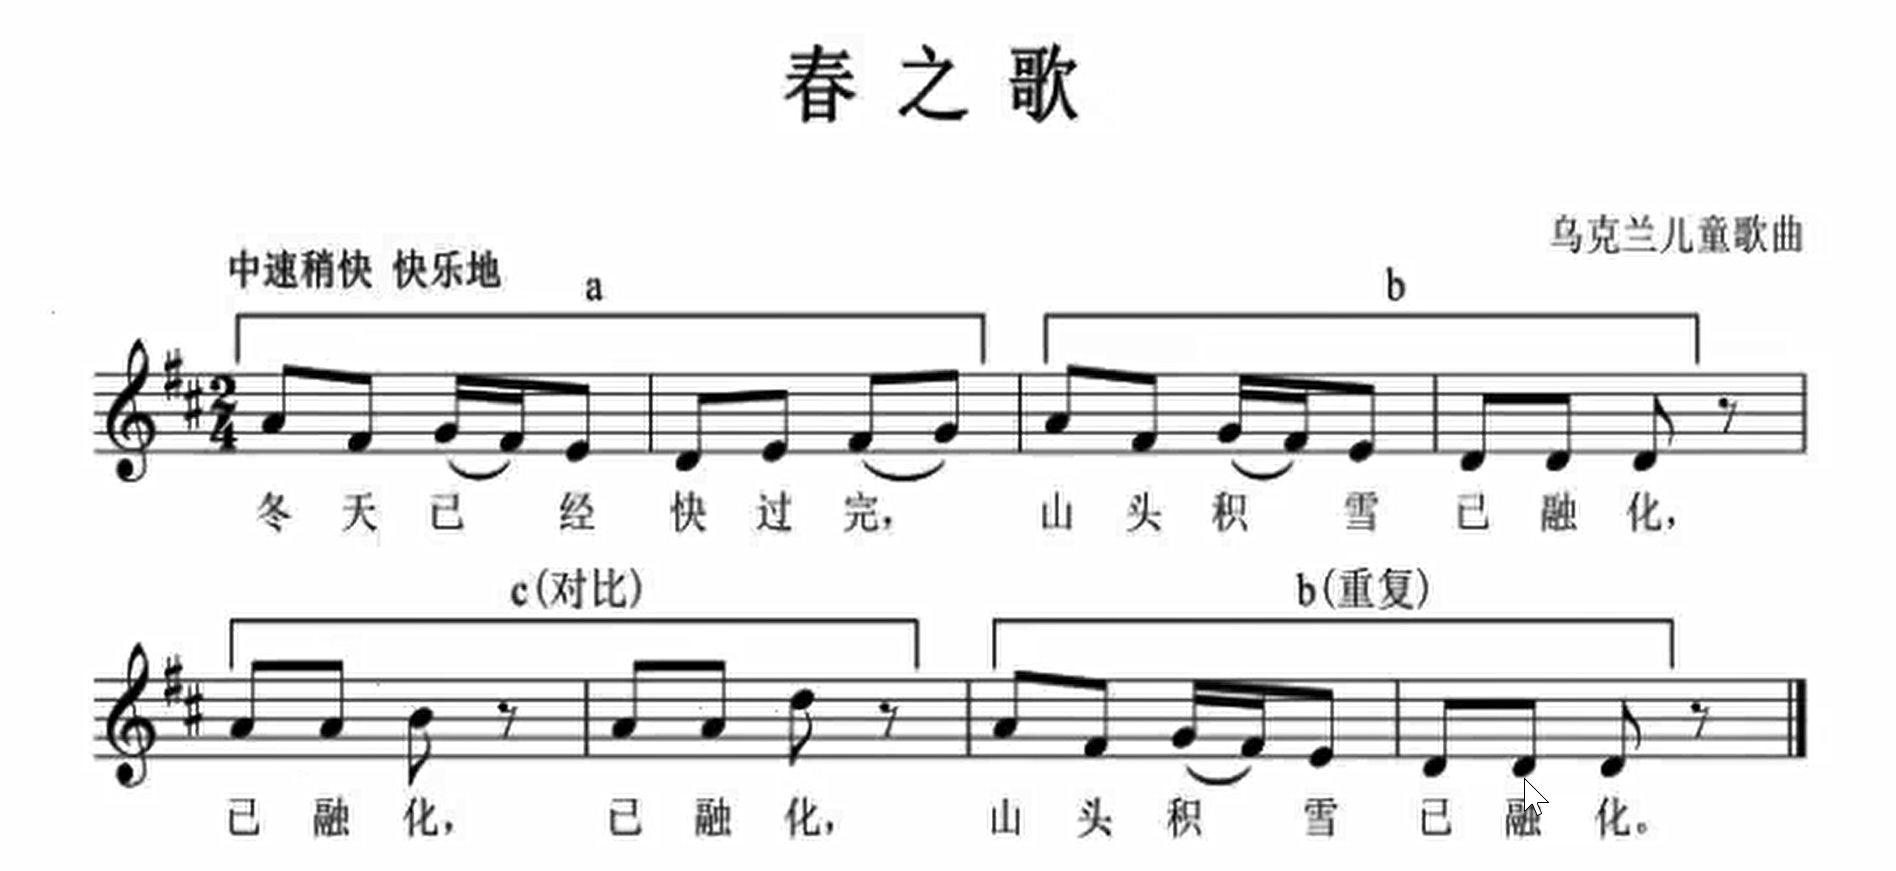 春之歌
乌克兰儿童歌曲
中速稍快 快乐地
a b
2
4
冬天已经快过完，山头积雪已融化，
c(对比) b(重复)
已融化，已融化，山头积雪已融化。